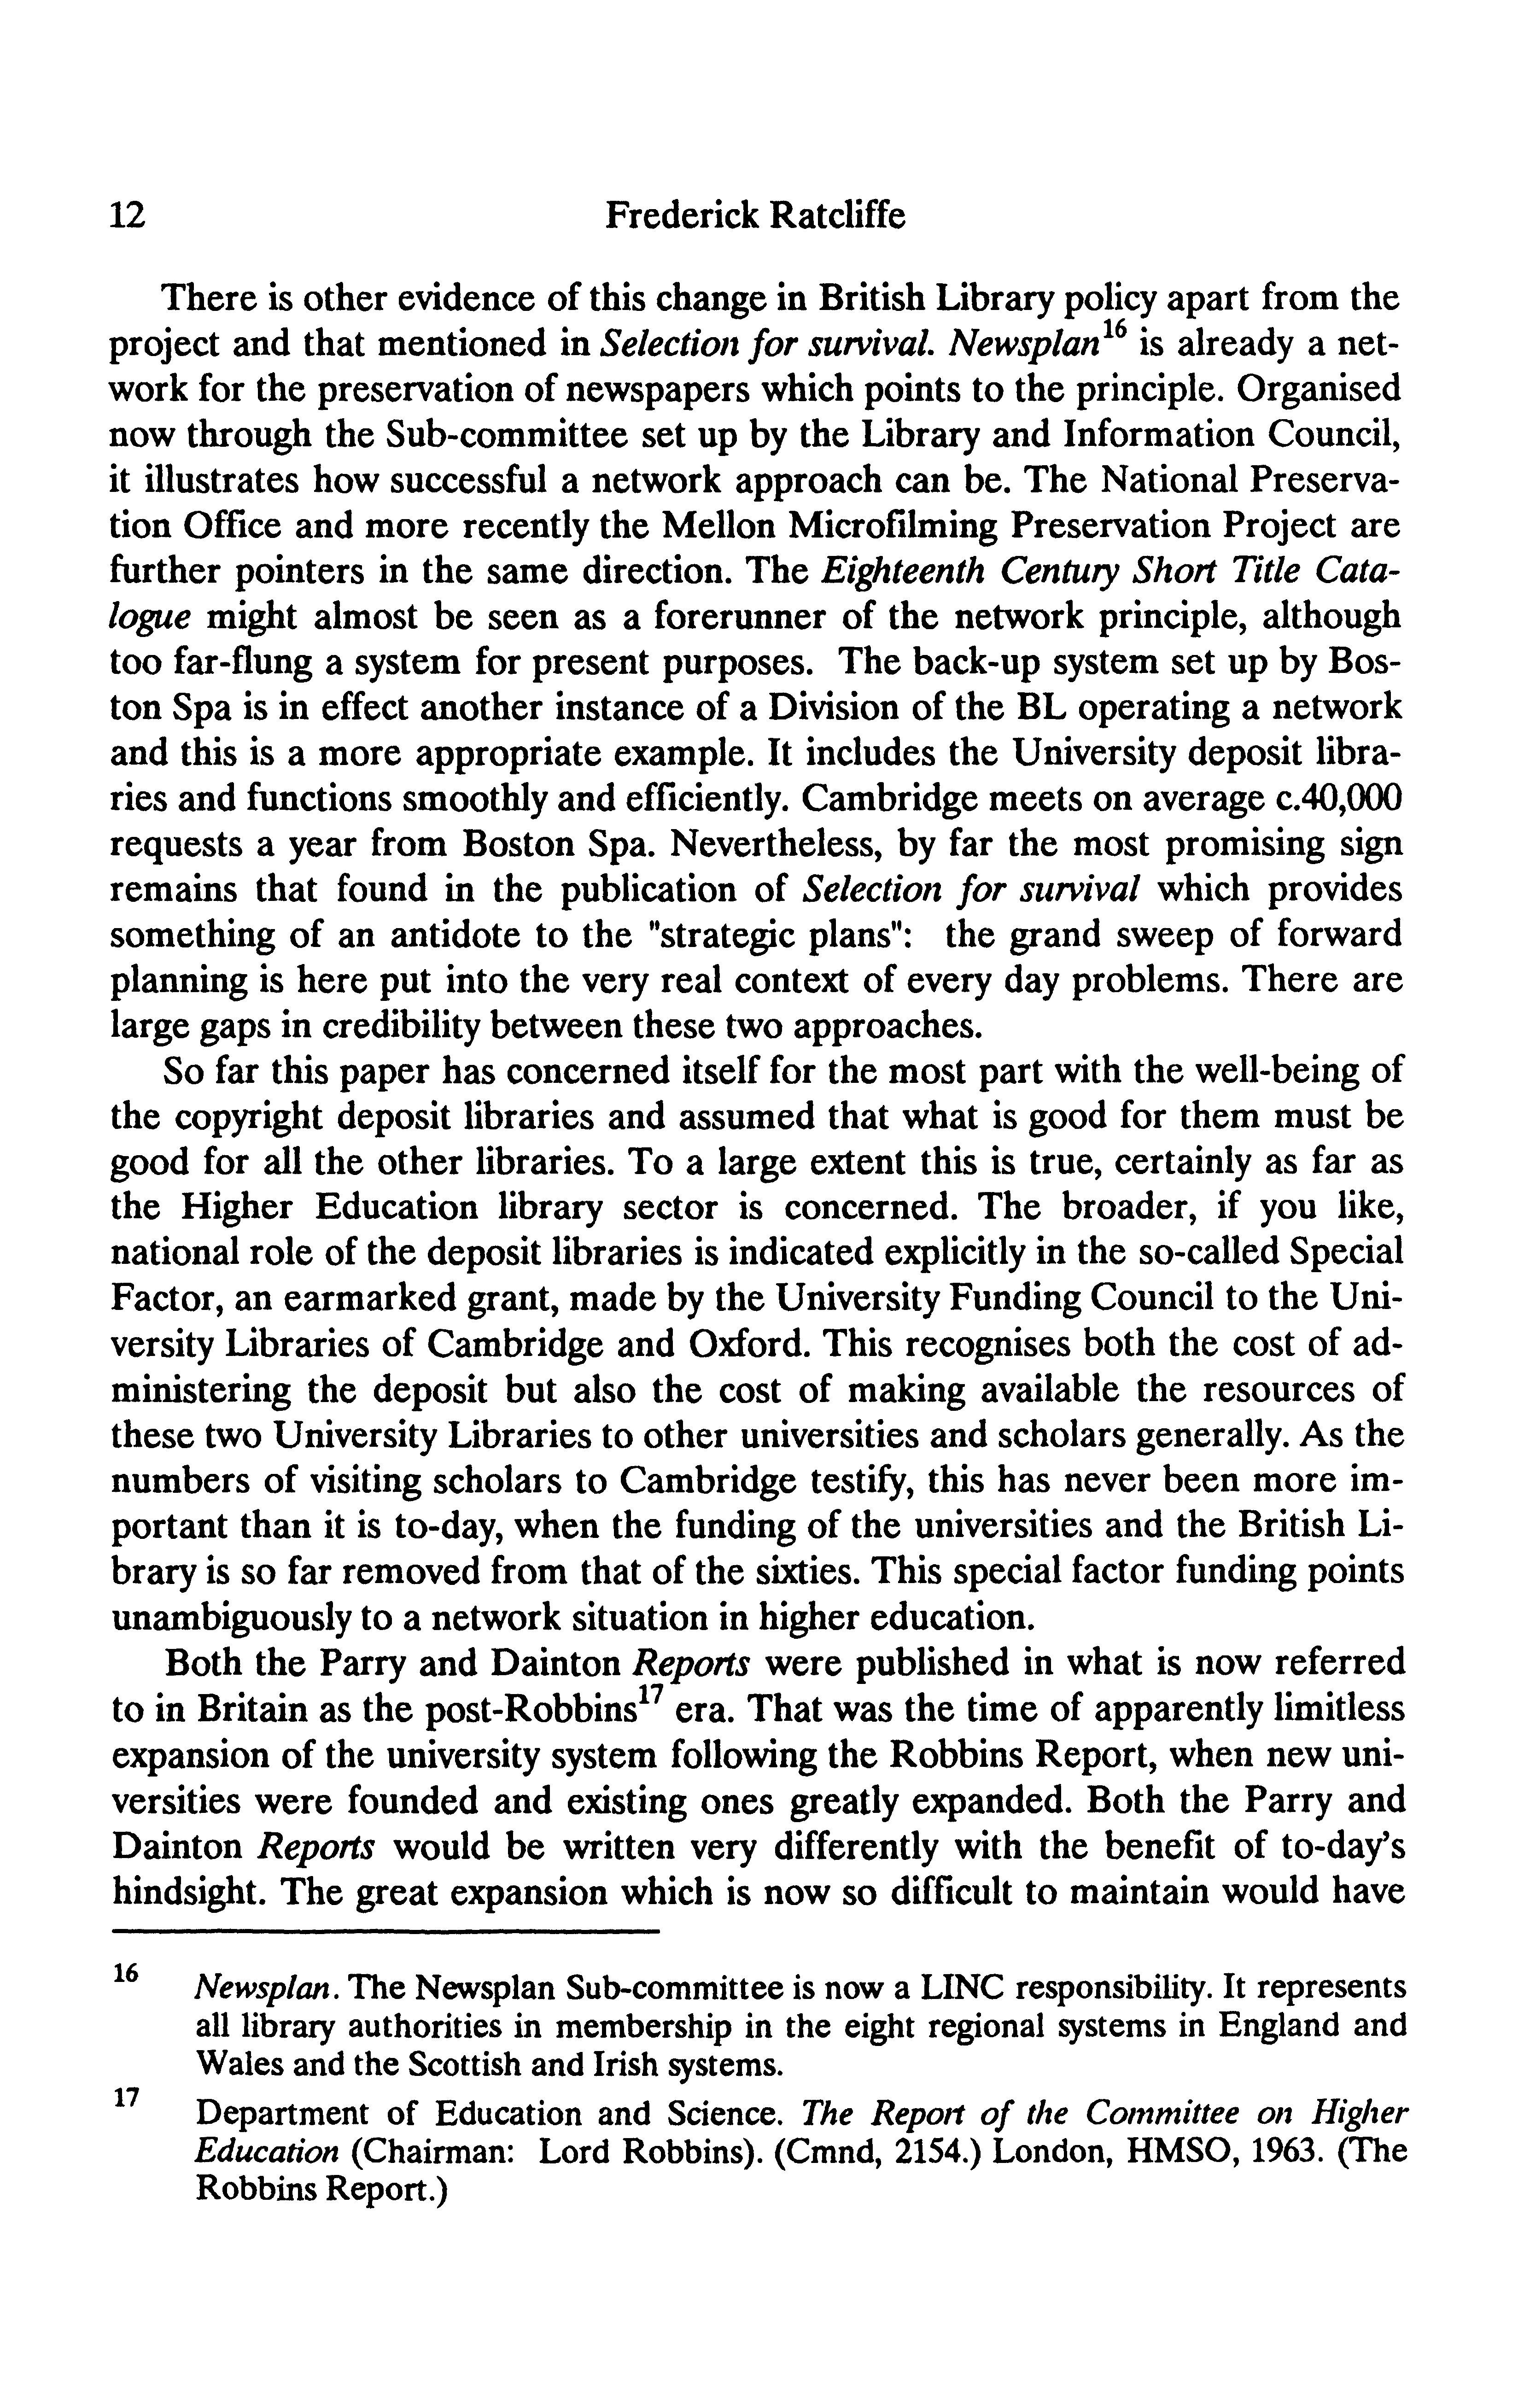 12 Frederick Ratcliffe
There is other evidence of this change in British Library policy apart from the
project and that mentioned in Selection for survival. Newsplan16 is already a net-
work for the preservation of newspapers which points to the principle. Organised
now through the Sub-committee set up by the Library and Information Council,
it illustrates how successful a network approach can be. The National Preserva-
tion Office and more recently the Mellon Microfilming Preservation Project are
further pointers in the same direction. The Eighteenth Century Short Title Cata-
logue might almost be seen as a forerunner of the network principle, although
too far-flung a system for present purposes. The back-up system set up by Bos-
ton Spa is in effect another instance of a Division of the BL operating a network
and this is a more appropriate example. It includes the University deposit libra-
ries and functions smoothly and efficiently. Cambridge meets on average c.40,000
requests a year from Boston Spa. Nevertheless, by far the most promising sign
remains that found in the publication of Selection for survival which provides
something of an antidote to the "strategic plans": the grand sweep of forward
planning is here put into the very real context of every day problems. There are
large gaps in credibility between these two approaches.
So far this paper has concerned itself for the most part with the well-being of
the copyright deposit libraries and assumed that what is good for them must be
good for all the other libraries. To a large extent this is true, certainly as far as
the Higher Education library sector is concerned. The broader, if you like,
national role of the deposit libraries is indicated explicitly in the so-called Special
Factor, an earmarked grant, made by the University Funding Council to the Uni-
versity Libraries of Cambridge and Oxford. This recognises both the cost of ad-
ministering the deposit but also the cost of making available the resources of
these two University Libraries to other universities and scholars generally. As the
numbers of visiting scholars to Cambridge testify, this has never been more im-
portant than it is to-day, when the funding of the universities and the British Li-
brary is so far removed from that of the sixties. This special factor funding points
unambiguously to a network situation in higher education.
Both the Parry and Dainton Reports were published in what is now referred
to in Britain as the post-Robbins17 era. That was the time of apparently limitless
expansion of the university system following the Robbins Report, when new uni-
versities were founded and existing ones greatly expanded. Both the Parry and
Dainton Reports would be written very differently with the benefit of to-day's
hindsight. The great expansion which is now so difficult to maintain would have
16 Newsplan. The Newsplan Sub-committee is now a LINC responsibility. It represents
all library authorities in membership in the eight regional systems in England and
Wales and the Scottish and Irish systems.
17 Department of Education and Science. The Report of the Committee on Higher
Education (Chairman: Lord Robbins). (Cmnd, 2154.) London, HMSO, 1963. (The
Robbins Report.)